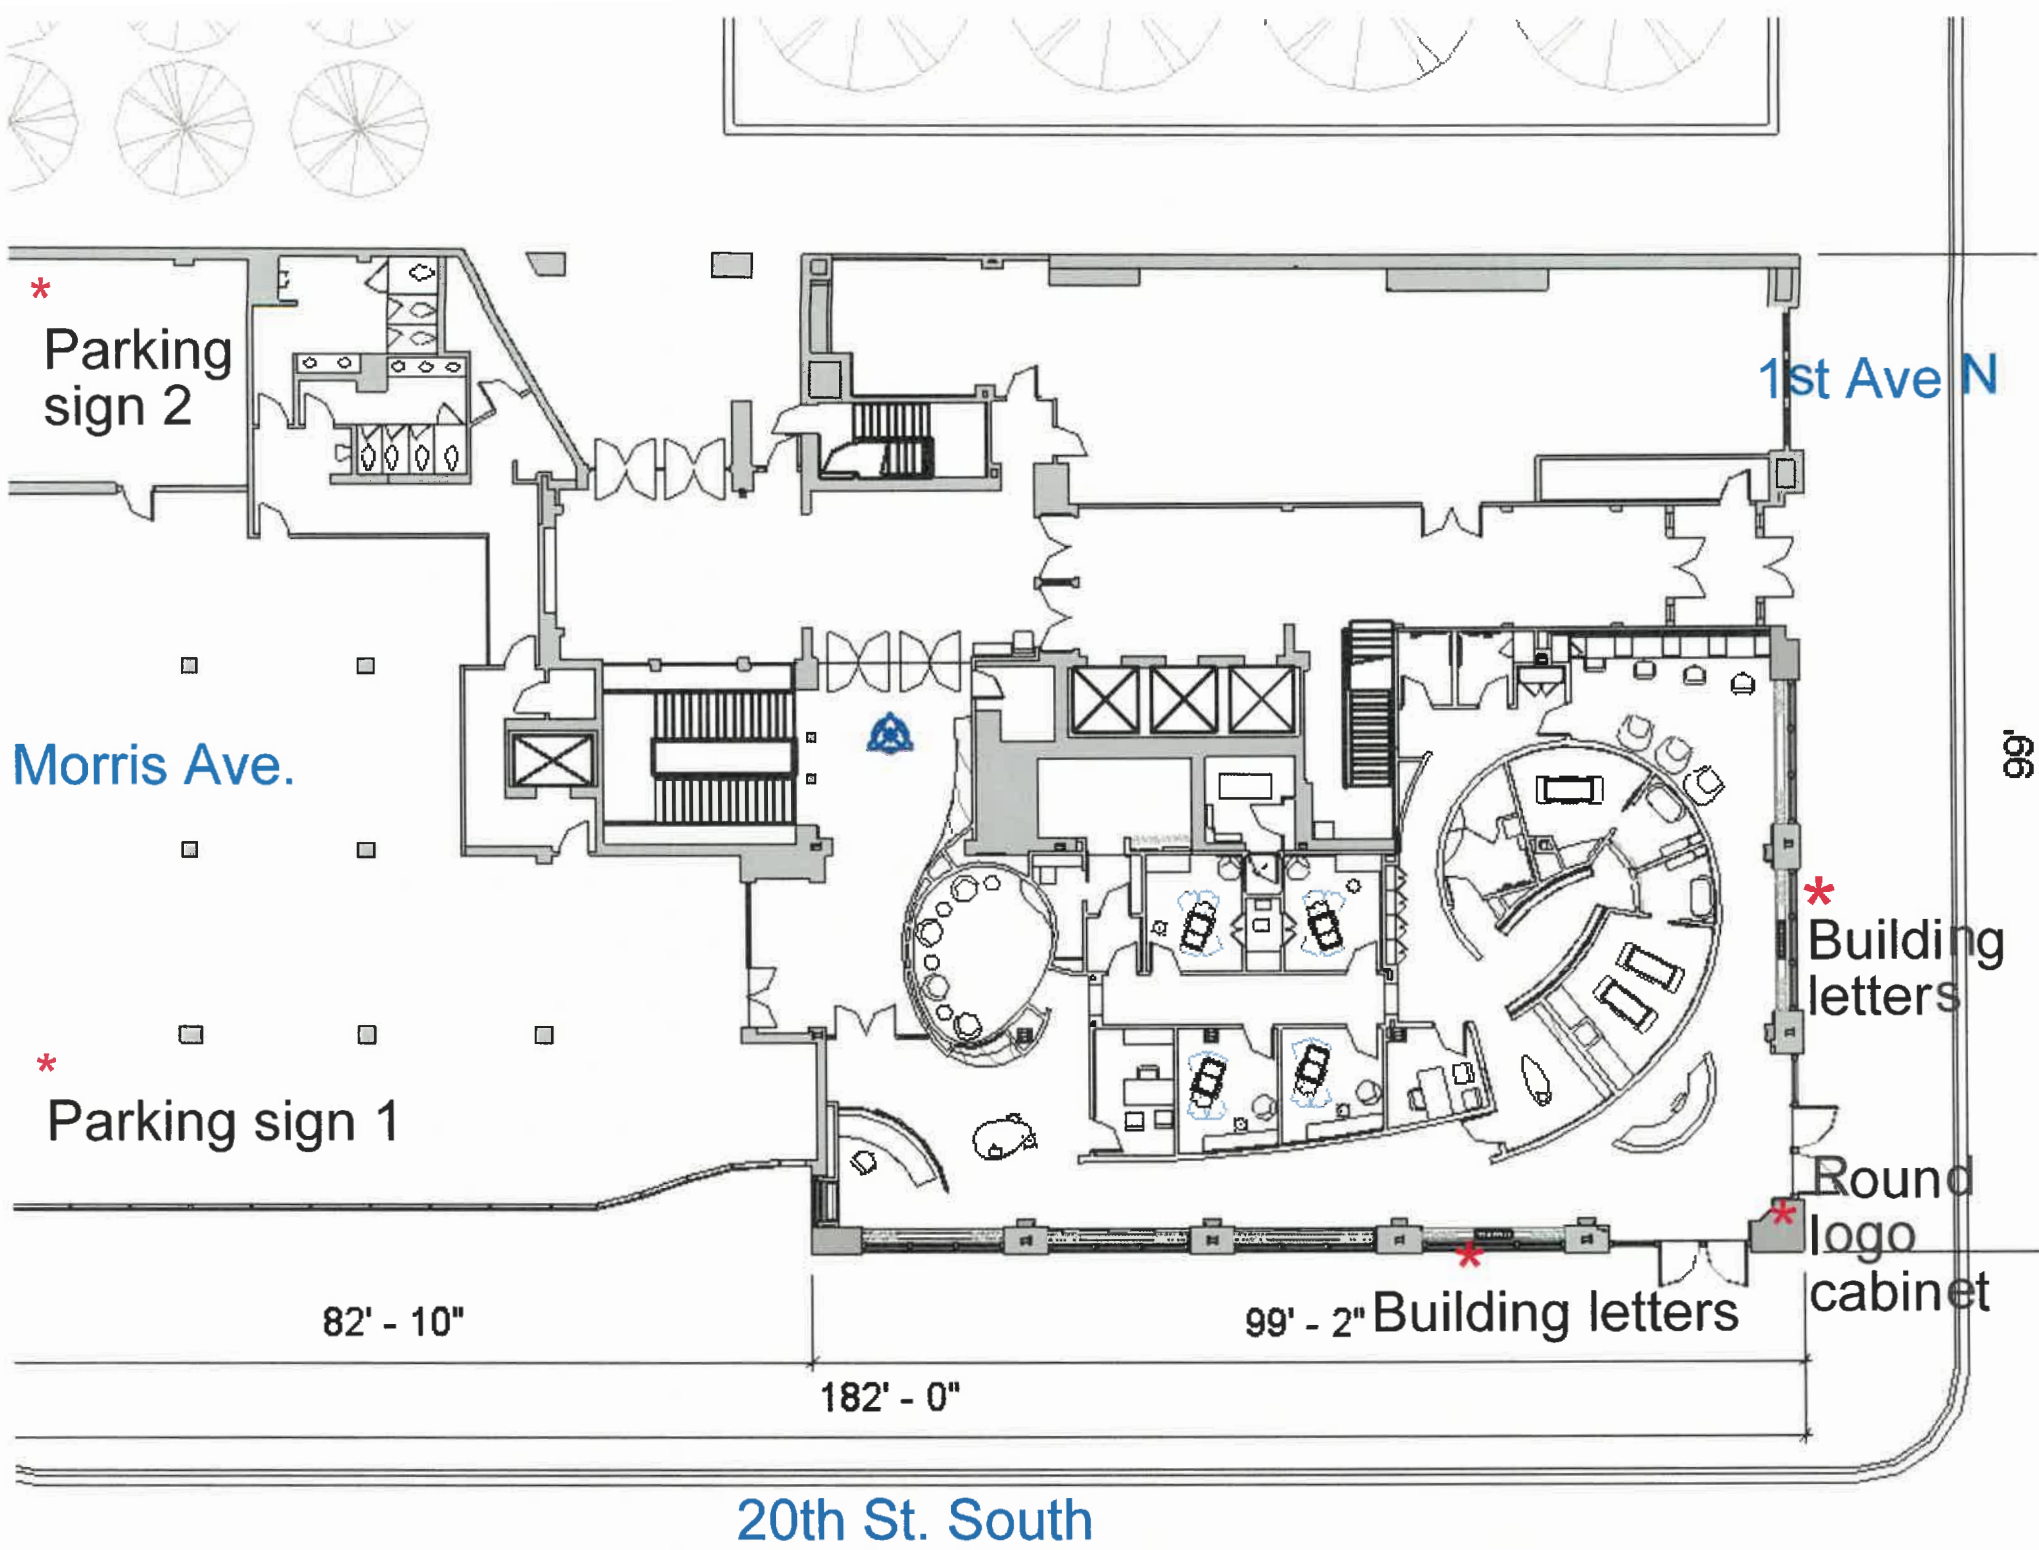 Parking
sign 2
1st Ave N
Morris Ave.
99'
Building
letters
Parking sign 1
Round
logo
cabinet
82' - 10"
99' - 2"
Building letters
182' - 0"
20th St. South